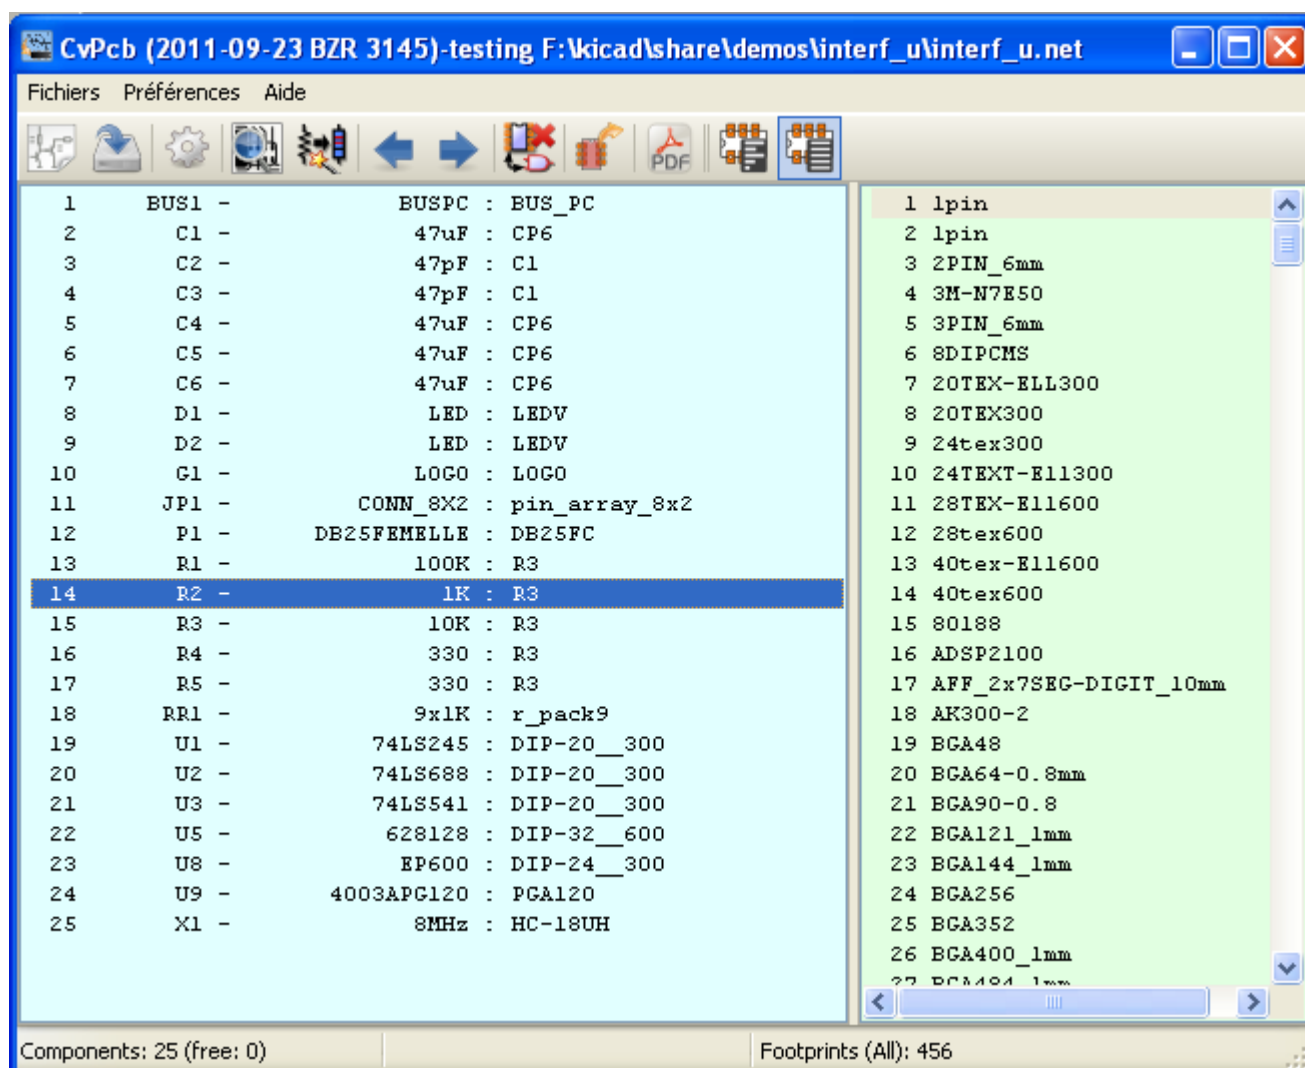 CvPcb (2011-09-23 BZR 3145)-testing F:\kicad\share\demos\interf_u\interf_u.net
Fichiers Préférences Aide
PDF
1 BUS1 - BUSPC : BUS_PC
2 C1 - 47uF : CP6
3 C2 - 47pF : C1
4 C3 - 47pF : C1
5 C4 - 47uF : CP6
6 C5 - 47uF : CP6
7 C6 - 47uF : CP6
8 D1 - LED : LEDV
9 D2 - LED : LEDV
10 G1 - LOGO : LOGO
11 JP1 - CONN_8X2 : pin_array_8x2
12 P1 - DB25FEMELLE : DB25FC
13 R1 - 100K : R3
14 R2 - 1K : R3
15 R3 - 10K : R3
16 R4 - 330 : R3
17 R5 - 330 : R3
18 RR1 - 9x1K : r_pack9
19 U1 - 74LS245 : DIP-20__300
20 U2 - 74LS688 : DIP-20__300
21 U3 - 74LS541 : DIP-20__300
22 U5 - 628128 : DIP-32__600
23 U8 - EP600 : DIP-24__300
24 U9 - 4003APG120 : PGA120
25 X1 - 8MHz : HC-18UH
1 1pin
2 1pin
3 2PIN_6mm
4 3M-N7E50
5 3PIN_6mm
6 8DIPCMS
7 20TEX-ELL300
8 20TEX300
9 24tex300
10 24TEXT-Ell300
11 28TEX-Ell600
12 28tex600
13 40tex-Ell600
14 40tex600
15 80188
16 ADSP2100
17 AFF_2x7SEG-DIGIT_10mm
18 AK300-2
19 BGA48
20 BGA64-0.8mm
21 BGA90-0.8
22 BGA121_1mm
23 BGA144_1mm
24 BGA256
25 BGA352
26 BGA400_1mm
27 BGA484_1mm
Components: 25 (free: 0)
Footprints (All): 456